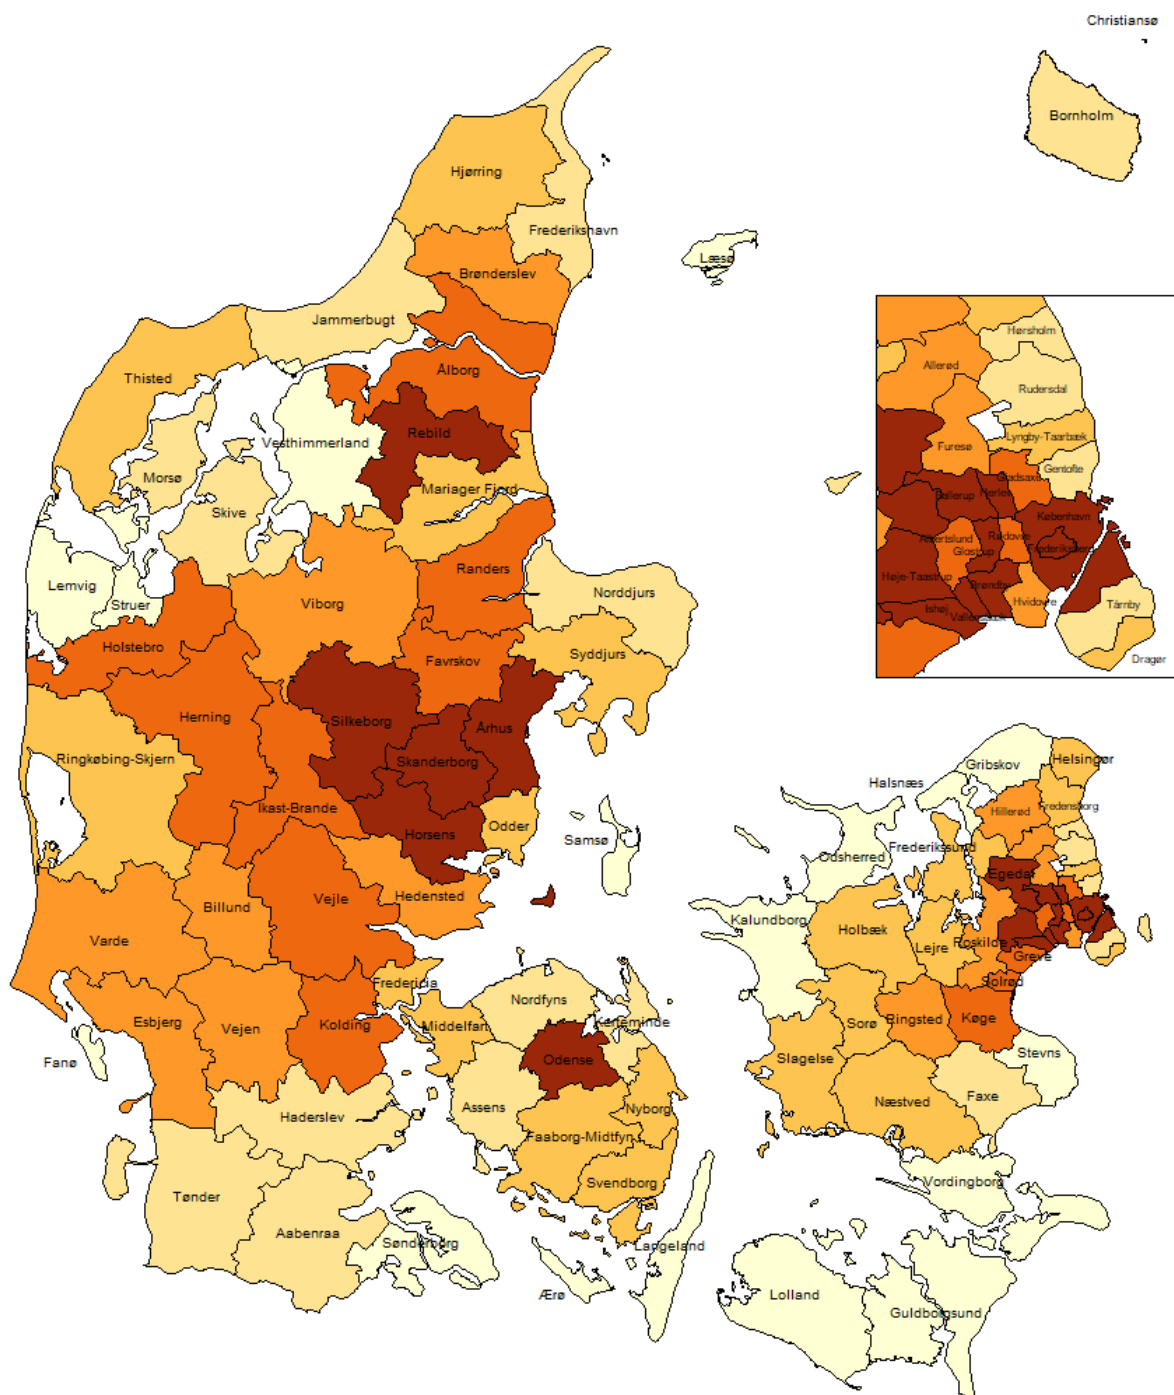 Christiansø
Bornholm
Hjørring
Frederikshavn
Brønderslev
Læsø
Jammerbugt
Ålborg
Thisted
Rebild
Vesthimmerland
Morsø
Mariager Fjord
Skive
Randers
Lemvig
Struer
Viborg
Norddjurs
Holstebro
Favrskov
Syddjurs
Herning
Silkeborg
Århus
Ringkøbing-Skjern
Skanderborg
Ikast-Brande
Horsens
Odder
Samsø
Billund
Vejle
Hedensted
Varde
Fredericia
Esbjerg
Vejen
Kolding
Fanø
Haderslev
Tønder
Aabenraa
Sønderborg
Nordfyns
Middelfart
Kerteminde
Odense
Assens
Nyborg
Faaborg-Midtfyn
Svendborg
Langeland
Ærø
Hørsholm
Allerød
Rudersdal
Lyngby-Taarbæk
Furesø
Gentofte
Gladsaxe
Ballerup
Herlev
København
Albertslund
Rødovre
Glostrup
Frederiksberg
Høje-Taastrup
Brøndby
Ishøj
Hvidovre
Vallensbæk
Tårnby
Dragør
Gribskov
Helsingør
Halsnæs
Hillerød
Fredensborg
Odsherred
Frederikssund
Egedal
Kalundborg
Holbæk
Lejre
Roskilde
Greve
Solrød
Sorø
Ringsted
Køge
Slagelse
Stevns
Næstved
Faxe
Vordingborg
Lolland
Guldborgsund